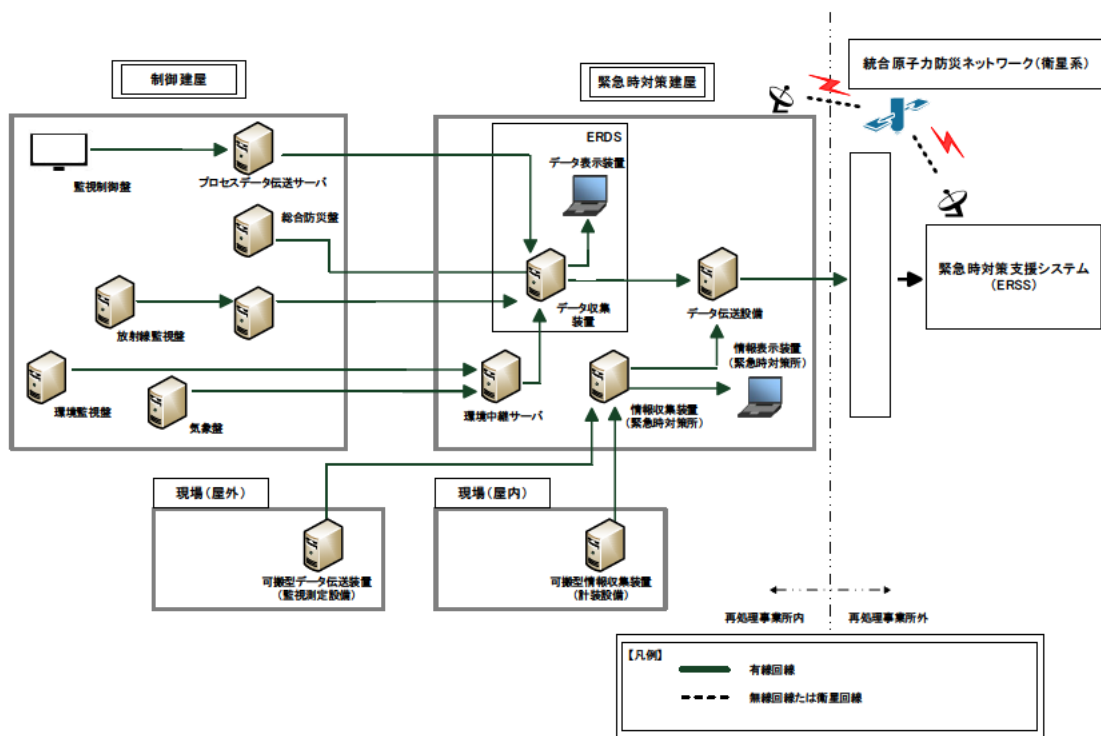 制御建屋
緊急時対策建屋
統合原子力防災ネットワーク(衛星系)
ERDS
データ表示装置
監視制御盤
プロセスデータ伝送サーバ
総合防災盤
緊急時対策支援システム
(ERSS)
データ収集
装置
データ伝送設備
放射線監視盤
情報表示装置
(緊急時対策所)
環境監視盤
気象盤
環境中継サーバ
情報収集装置
(緊急時対策所)
現場(屋外)
現場(屋内)
可搬型データ伝送装置
(監視測定設備)
可搬型情報収集装置
(計装設備)
再処理事業所内
再処理事業所外
【凡例】
有線回線
無線回線たは衛星回線